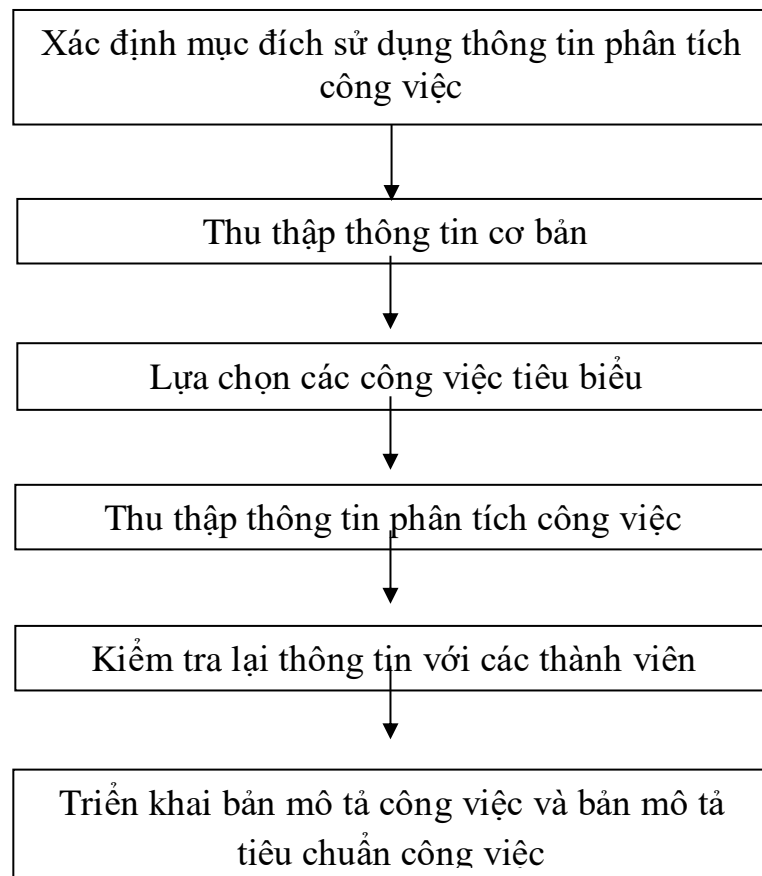 Xác định mục đích sử dụng thông tin phân tích
công việc
Thu thập thông tin cơ bản
Lựa chọn các công việc tiêu biểu
Thu thập thông tin phân tích công việc
Kiểm tra lại thông tin với các thành viên
Triển khai bản mô tả công việc và bản mô tả
tiêu chuẩn công việc